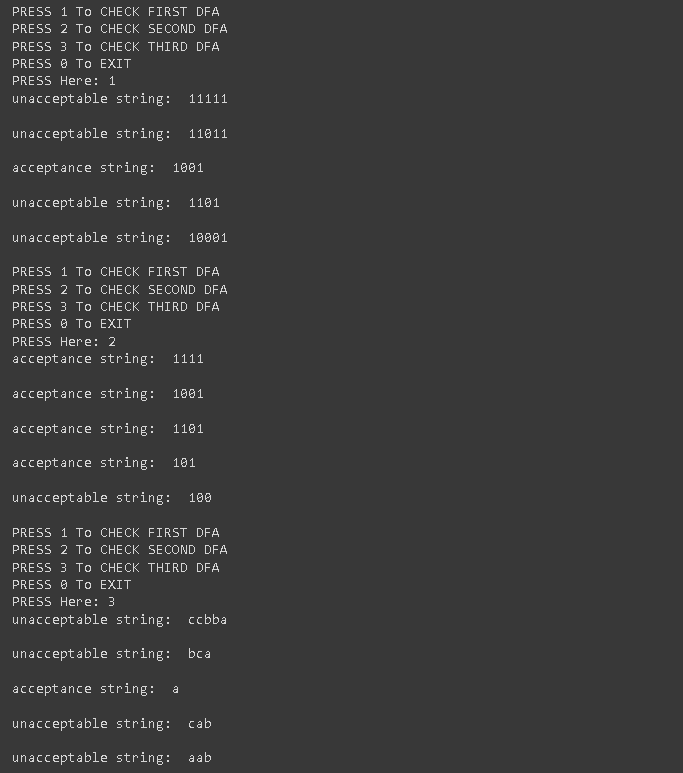 PRESS 1 To CHECK FIRST DFA
PRESS 2 To CHECK SECOND DFA
PRESS 3 To CHECK THIRD DFA
PRESS 0 To EXIT
PRESS Here: 1
unacceptable string:  11111
unacceptable string:  11011
acceptance string:  1001
unacceptable string:  1101
unacceptable string:  10001
PRESS 1 To CHECK FIRST DFA
PRESS 2 To CHECK SECOND DFA
PRESS 3 To CHECK THIRD DFA
PRESS 0 To EXIT
PRESS Here: 2
acceptance string:  1111
acceptance string:  1001
acceptance string:  1101
acceptance string:  101
unacceptable string:  100
PRESS 1 To CHECK FIRST DFA
PRESS 2 To CHECK SECOND DFA
PRESS 3 To CHECK THIRD DFA
PRESS 0 To EXIT
PRESS Here: 3
unacceptable string:  ccbba
unacceptable string:  bca
acceptance string:  a
unacceptable string:  cab
unacceptable string:  aab